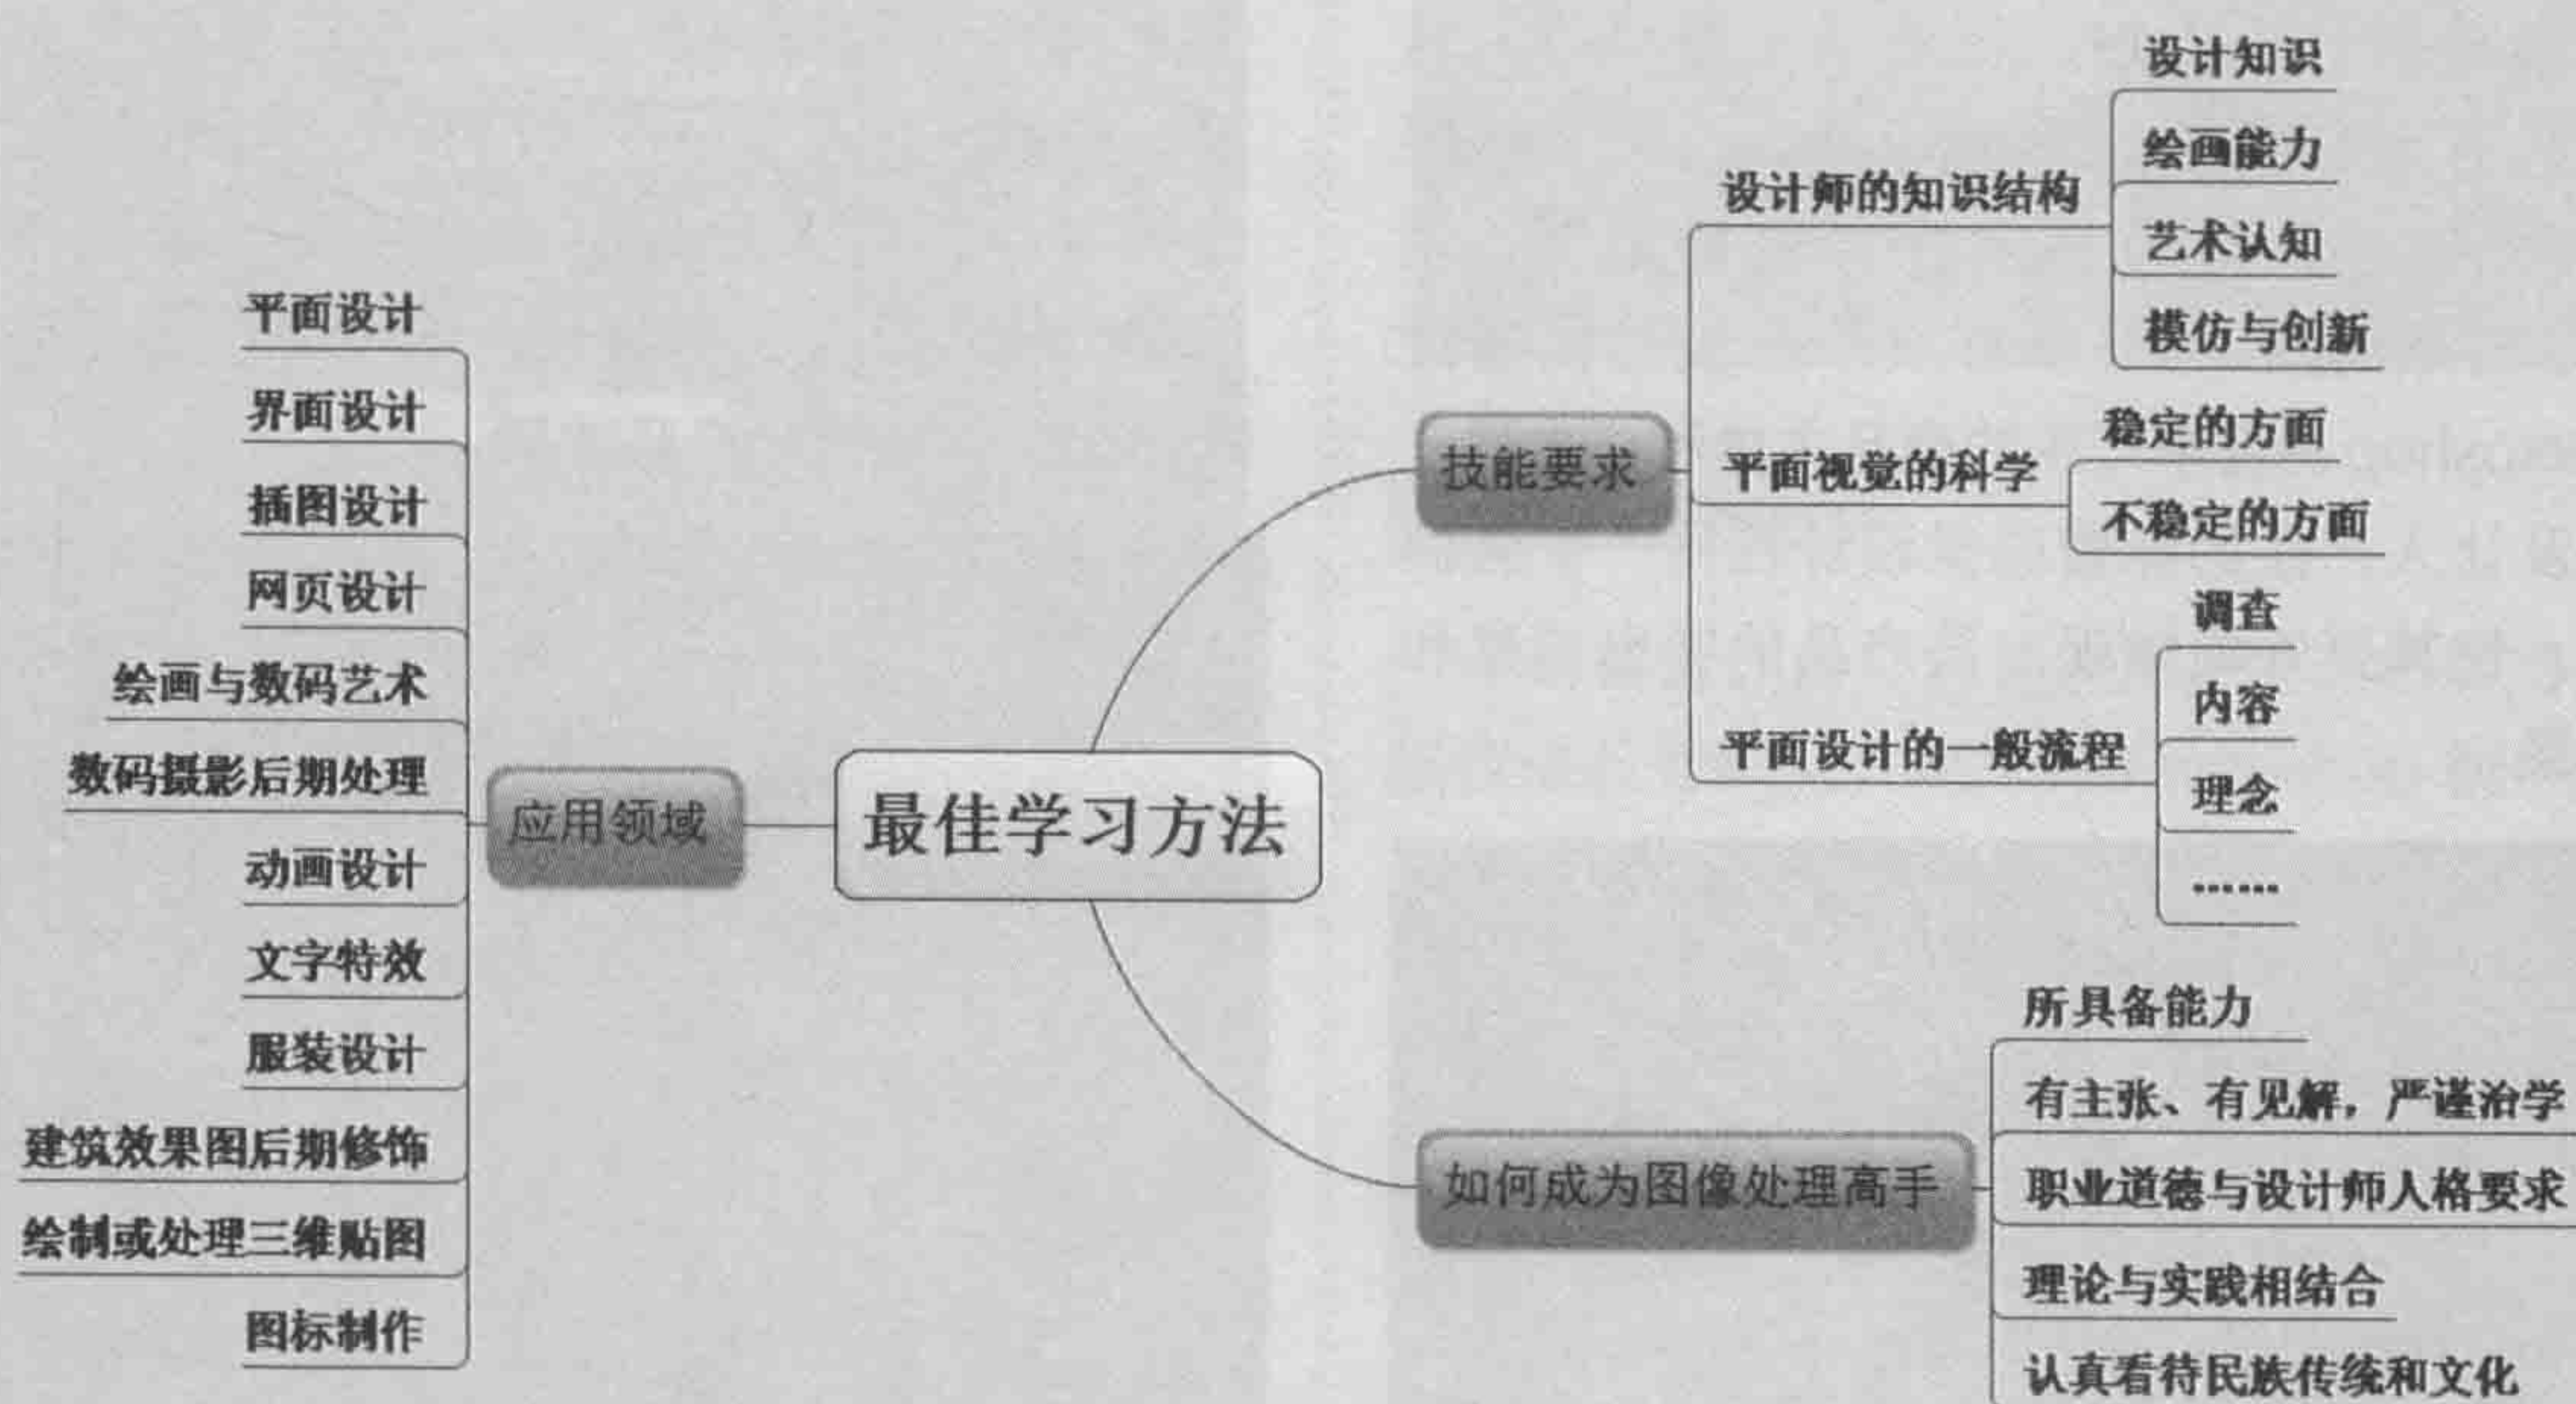 最佳学习方法
应用领域
平面设计
界面设计
插图设计
网页设计
绘画与数码艺术
数码摄影后期处理
动画设计
文字特效
服装设计
建筑效果图后期修饰
绘制或处理三维贴图
图标制作
技能要求
设计师的知识结构
设计知识
绘画能力
艺术认知
模仿与创新
平面视觉的科学
稳定的方面
不稳定的方面
平面设计的一般流程
调查
内容
理念
……
如何成为图像处理高手
所具备能力
有主张、有见解，严谨治学
职业道德与设计师人格要求
理论与实践相结合
认真看待民族传统和文化